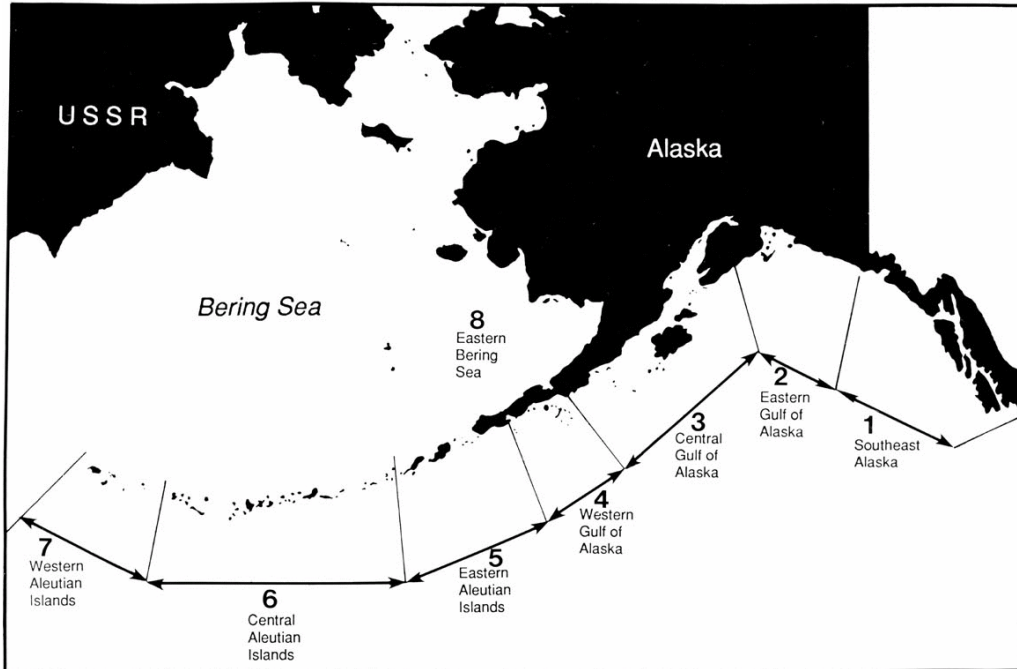 USSR
Alaska
Bering Sea
8
Eastern
Bering
Sea
2
Eastern
Gulf of
Alaska
1
Southeast
Alaska
3
Central
Gulf of
Alaska
4
Western
Gulf of
Alaska
5
Eastern
Aleutian
Islands
7
Western
Aleutian
Islands
6
Central
Aleutian
Islands